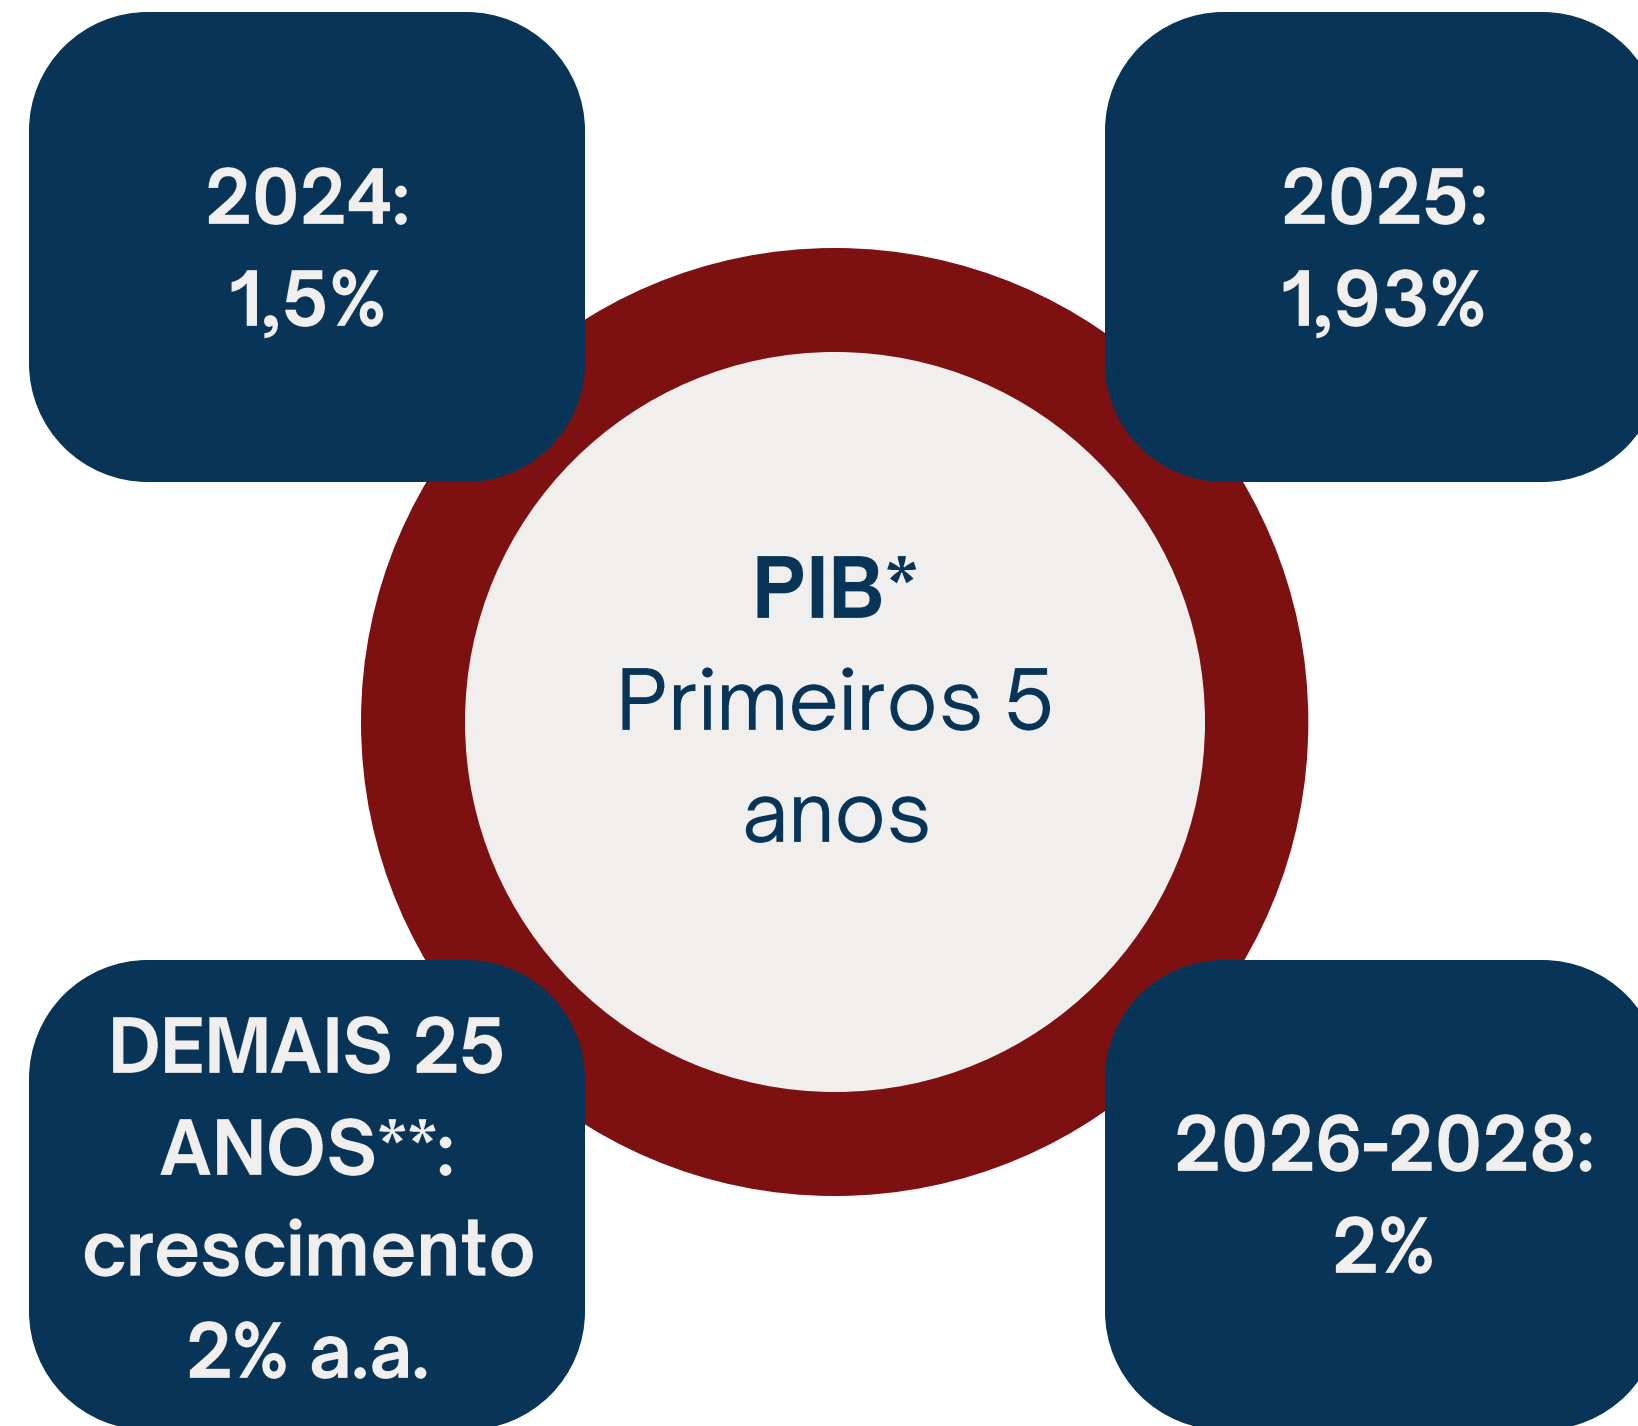 2024:
1,5%
2025:
1,93%
PIB*
Primeiros 5
anos
DEMAIS 25
ANOS**:
crescimento
2% a.a.
2026-2028:
2%